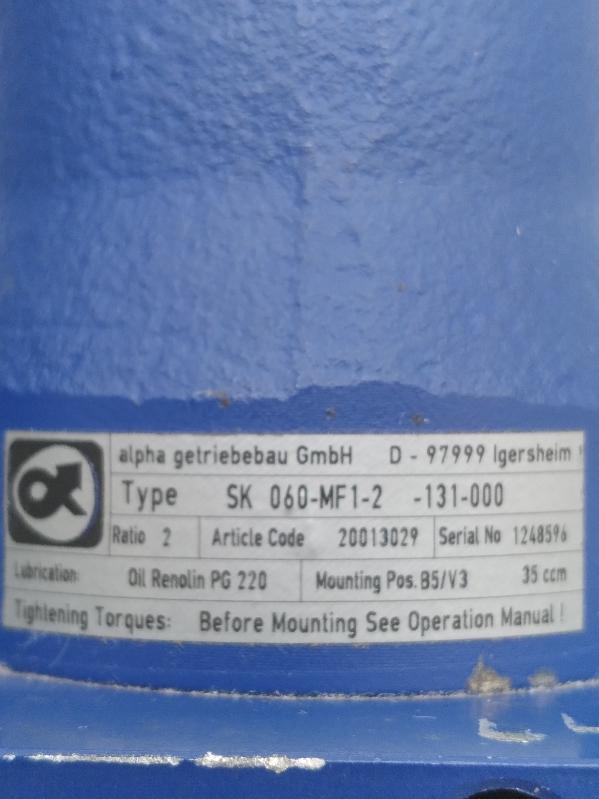 alpha getriebebau GmbH D - 97999 Igersheim
Type SK 060-MF1-2 -131-000
Ratio 2 Article Code 20013029 Serial No 1248596
Lubrication: Oil Renolin PG 220 Mounting Pos. B5/V3 35 ccm
Tightening Torques: Before Mounting See Operation Manual !